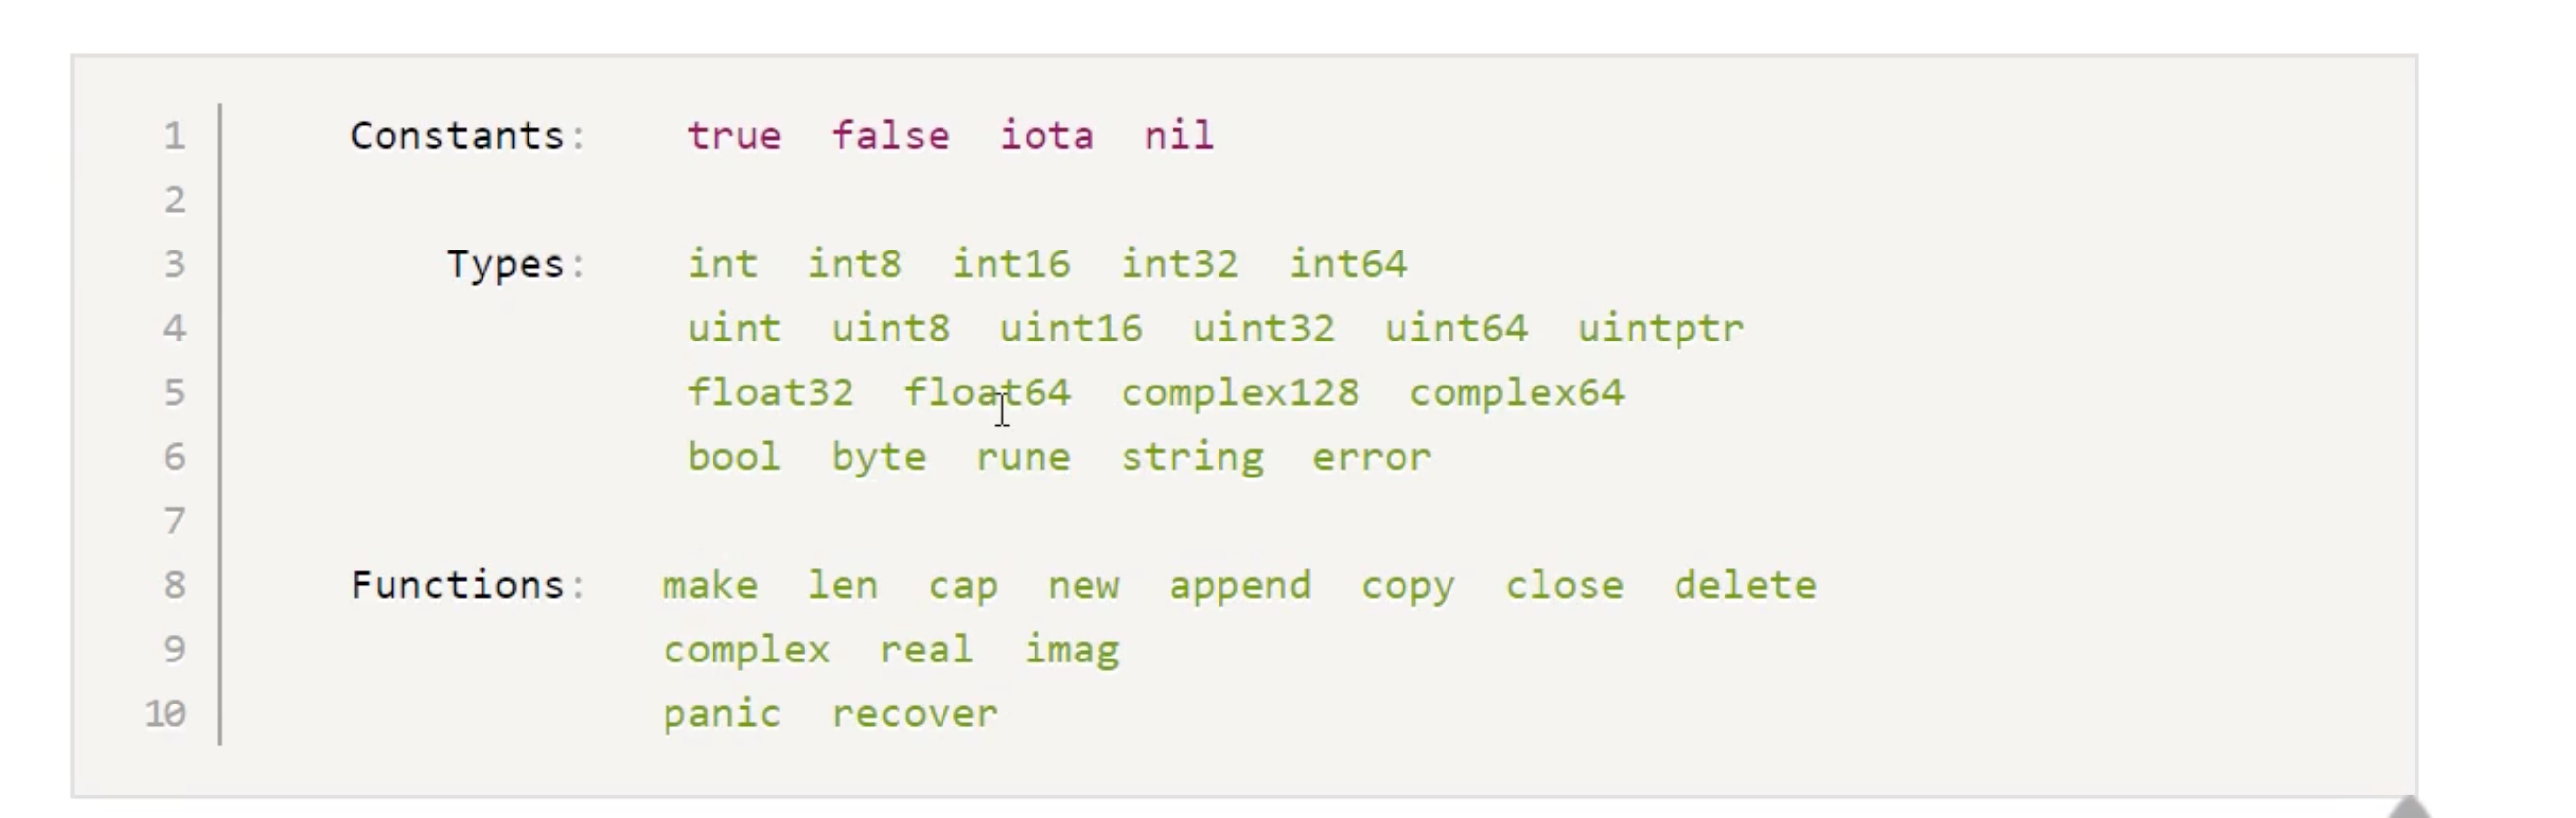 1 Constants: true false iota nil
2
3 Types: int int8 int16 int32 int64
4 uint uint8 uint16 uint32 uint64 uintptr
5 float32 float64 complex128 complex64
6 bool byte rune string error
7
8 Functions: make len cap new append copy close delete
9 complex real imag
10 panic recover